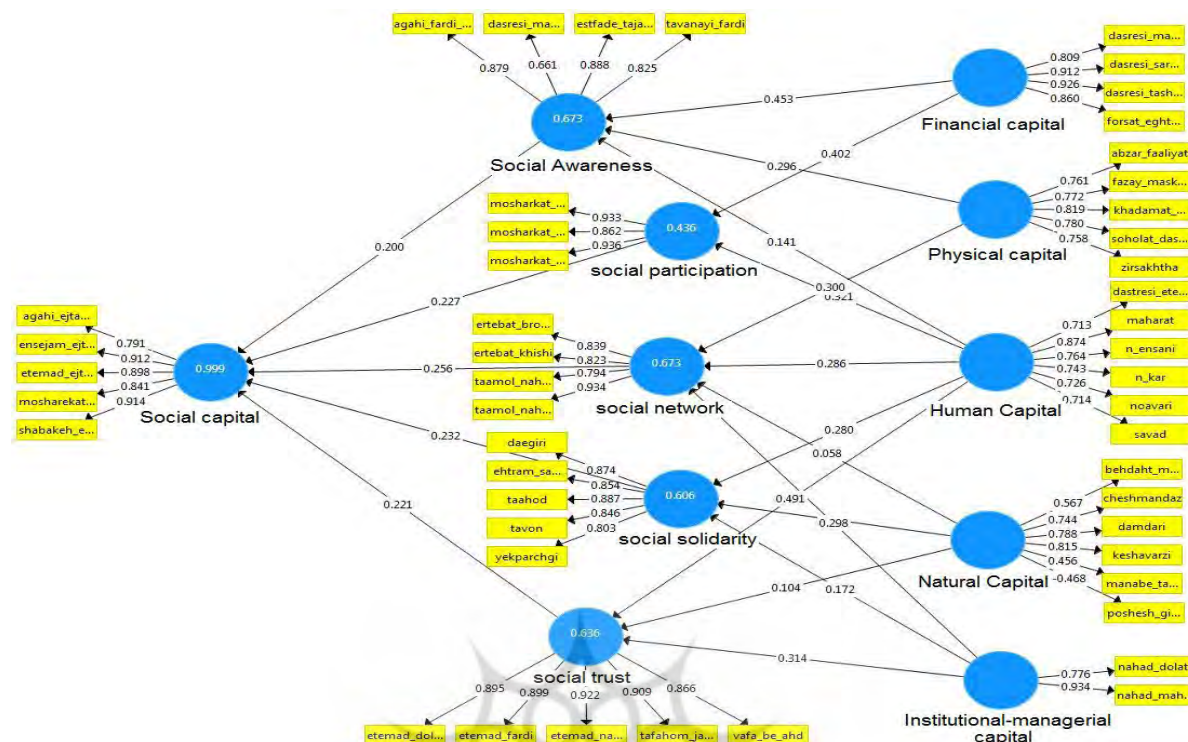 agahi_fardi_...
dasresi_ma...
estfade_taja...
tavanayi_fardi
0.879
0.661
0.888
0.825
0.673
Social Awareness
dasresi_ma...
dasresi_sar...
dasresi_tash...
forsat_eght...
0.809
0.912
0.926
0.860
Financial capital
0.453
0.402
0.296
0.141
abzar_faaliyat
fazay_mask...
khadamat_...
soholat_das...
zirsakhtha
0.761
0.772
0.819
0.780
0.758
Physical capital
mosharkat_...
mosharkat_...
mosharkat_...
0.933
0.862
0.936
0.436
social participation
0.200
0.227
0.300
0.321
agahi_ejta...
ensejam_ejt...
etemad_ejt...
mosharekat...
shabakeh_e...
0.791
0.912
0.898
0.841
0.914
0.999
Social capital
ertebat_bro...
ertebat_khishi
taamol_nah...
taamol_nah...
0.839
0.823
0.794
0.934
0.673
social network
0.256
0.286
dastresi_ete...
maharat
n_ensani
n_kar
noavari
savad
0.713
0.874
0.764
0.743
0.726
0.714
Human Capital
0.232
0.280
0.058
daegiri
ehtram_sa...
taahod
tavon
yekparchgi
0.874
0.854
0.887
0.846
0.803
0.606
social solidarity
0.221
0.491
0.298
behdaht_m...
cheshmandaz
damdari
keshavarzi
manabe_ta...
poshesh_gi...
0.567
0.744
0.788
0.815
0.456
-0.468
Natural Capital
0.104
0.172
0.636
social trust
0.314
0.895
0.899
0.922
0.909
0.866
etemad_dol...
etemad_fardi
etemad_na...
tafahom_ja...
vafa_be_ahd
nahad_dolat
nahad_mah...
0.776
0.934
Institutional-managerial
capital